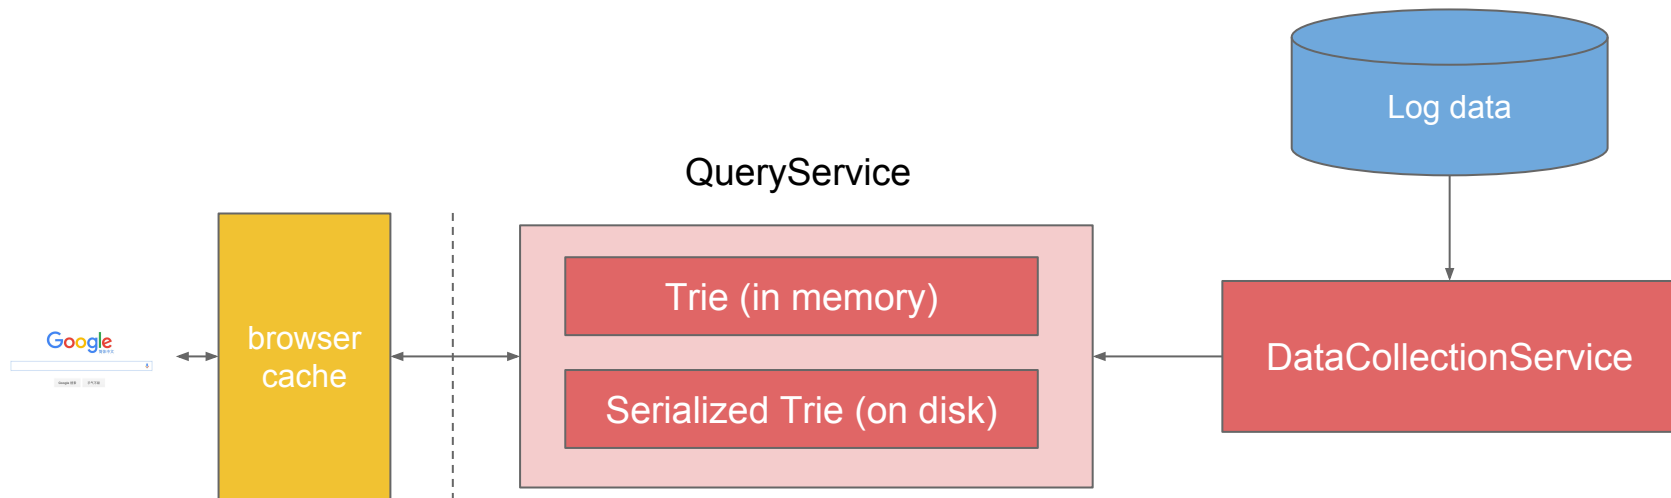 Log data
QueryService
Trie (in memory)
Google
browser
cache
DataCollectionService
Serialized Trie (on disk)